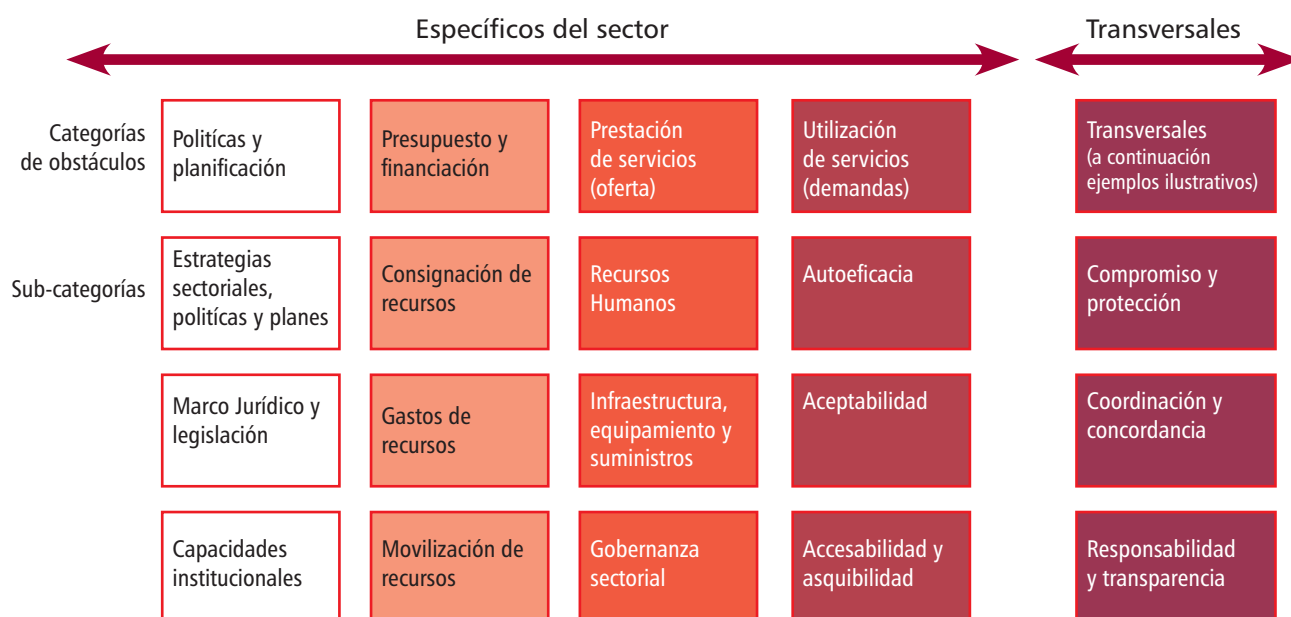 Específicos del sector
Transversales
Categorías
de obstáculos
Politícas y
planificación
Presupuesto y
financiación
Prestación
de servicios
(oferta)
Utilización
de servicios
(demandas)
Transversales
(a continuación
ejemplos ilustrativos)
Sub-categorías
Estrategias
sectoriales,
politícas y planes
Consignación de
recursos
Recursos
Humanos
Autoeficacia
Compromiso y
protección
Marco Jurídico y
legislación
Gastos de
recursos
Infraestructura,
equipamiento y
suministros
Aceptabilidad
Coordinación y
concordancia
Capacidades
institucionales
Movilización de
recursos
Gobernanza
sectorial
Accesabilidad y
asquibilidad
Responsabilidad
y transparencia